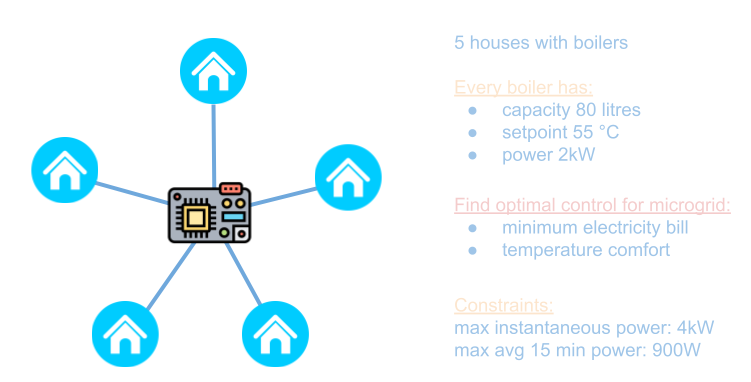 5 houses with boilers
Every boiler has:
● capacity 80 litres
● setpoint 55 °C
● power 2kW
Find optimal control for microgrid:
● minimum electricity bill
● temperature comfort
Constraints:
max instantaneous power: 4kW
max avg 15 min power: 900W